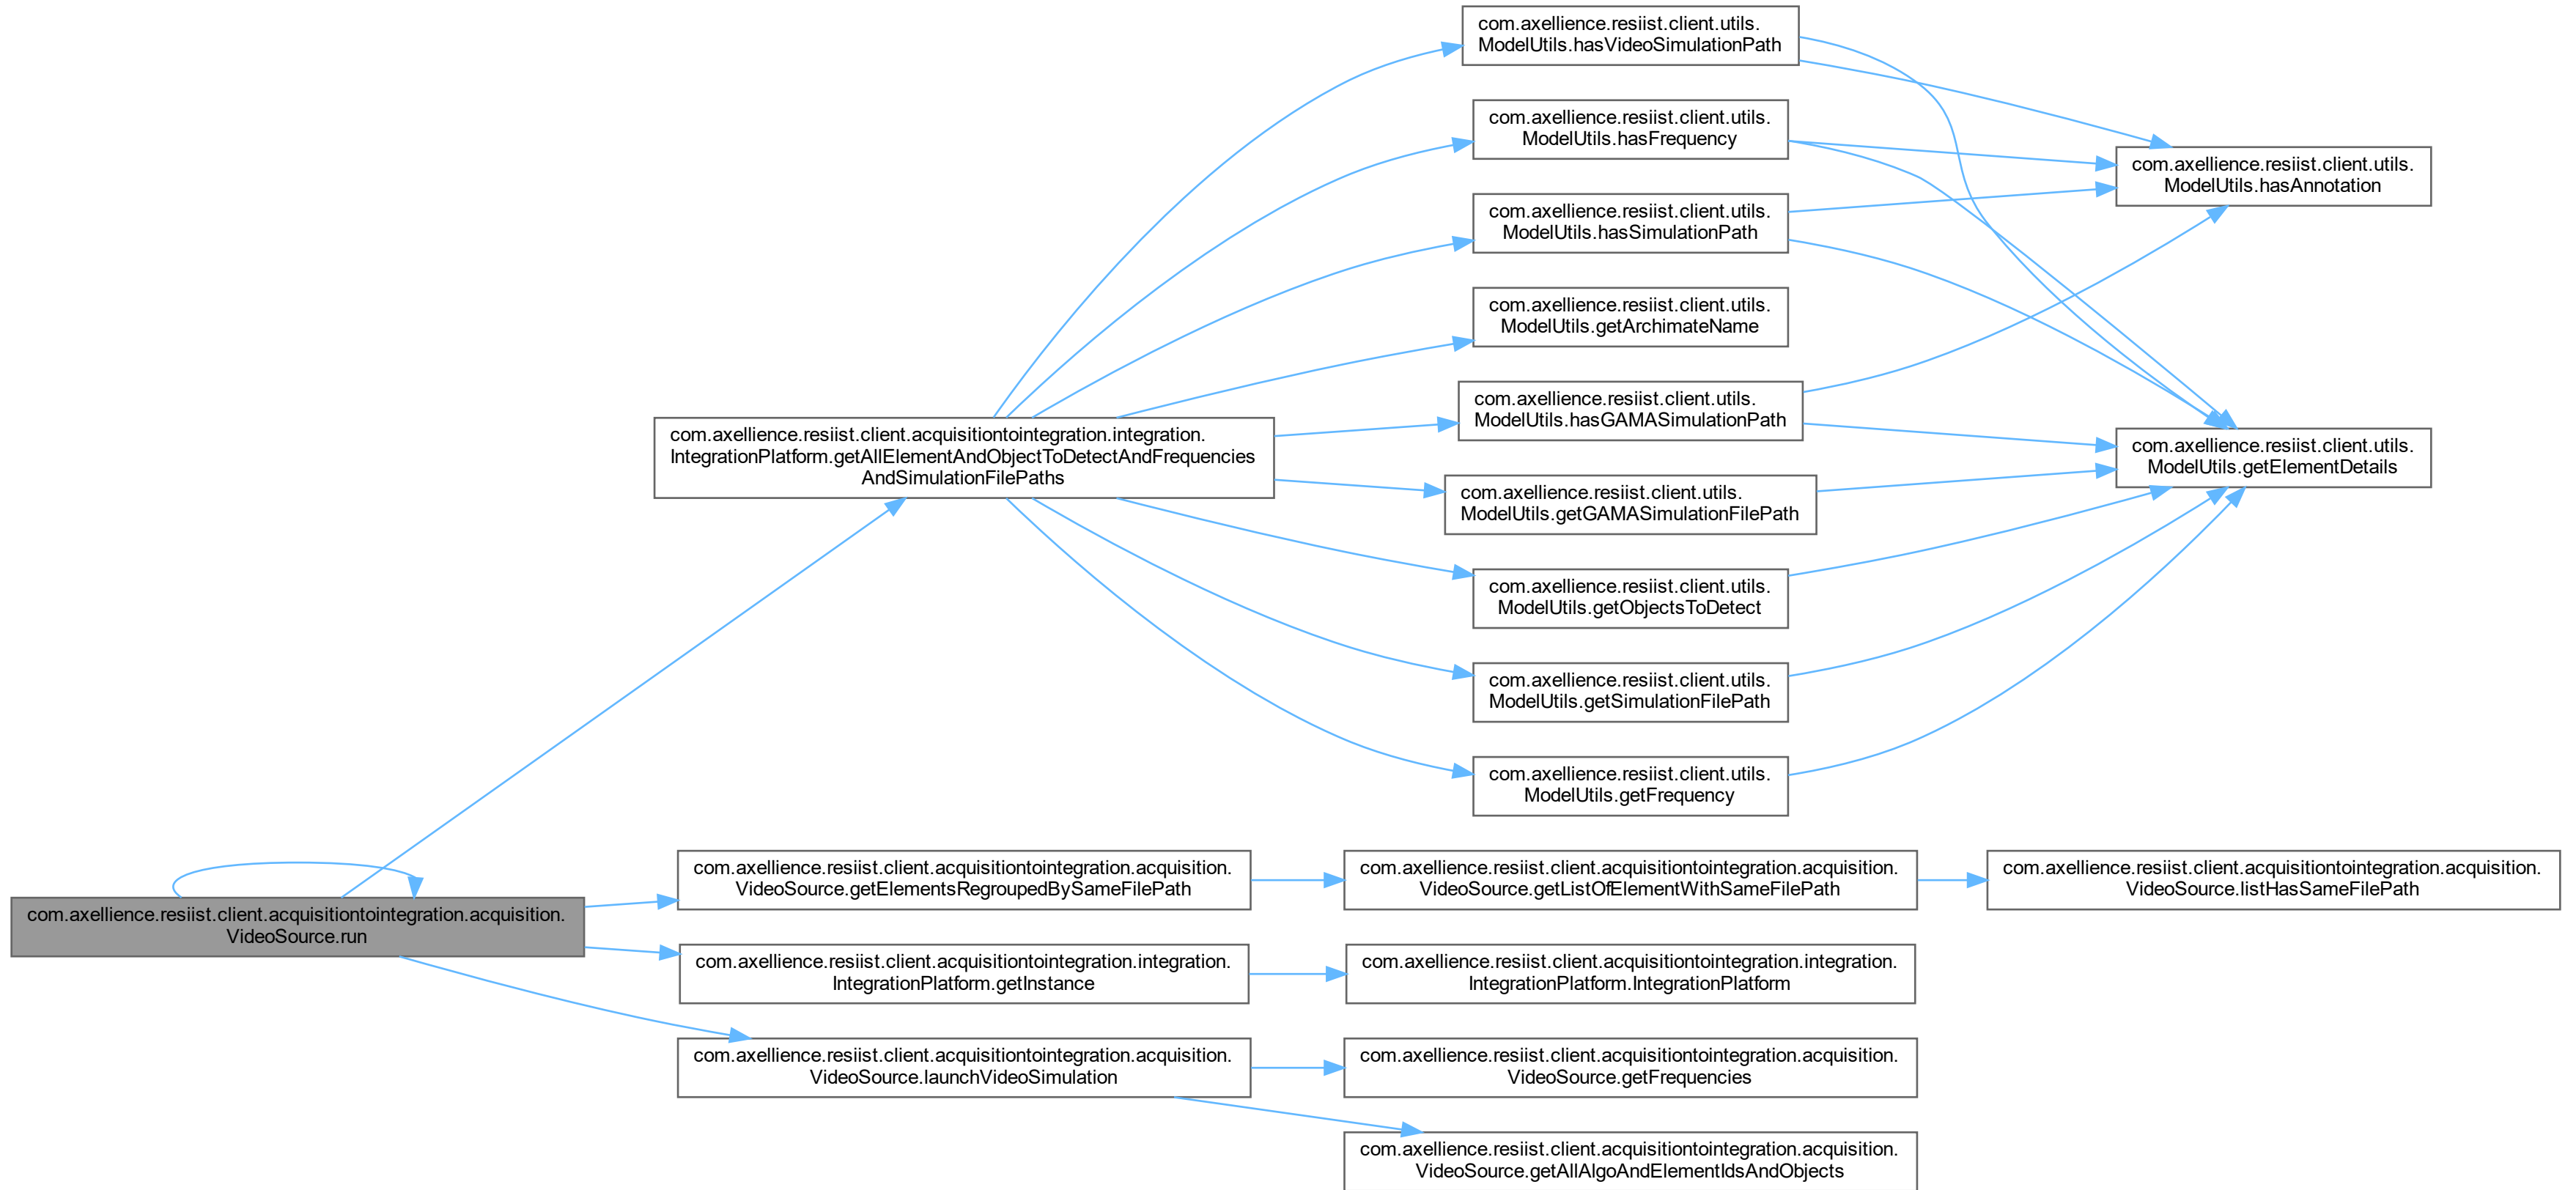 com.axellience.resiist.client.utils.
ModelUtils.hasVideoSimulationPath
com.axellience.resiist.client.utils.
ModelUtils.hasFrequency
com.axellience.resiist.client.utils.
ModelUtils.hasAnnotation
com.axellience.resiist.client.utils.
ModelUtils.hasSimulationPath
com.axellience.resiist.client.utils.
ModelUtils.getArchimateName
com.axellience.resiist.client.utils.
ModelUtils.hasGAMASimulationPath
com.axellience.resiist.client.acquisitiontointegration.integration.
IntegrationPlatform.getAllElementAndObjectToDetectAndFrequencies
AndSimulationFilePaths
com.axellience.resiist.client.utils.
ModelUtils.getElementDetails
com.axellience.resiist.client.utils.
ModelUtils.getGAMASimulationFilePath
com.axellience.resiist.client.utils.
ModelUtils.getObjectsToDetect
com.axellience.resiist.client.utils.
ModelUtils.getSimulationFilePath
com.axellience.resiist.client.utils.
ModelUtils.getFrequency
com.axellience.resiist.client.acquisitiontointegration.acquisition.
VideoSource.run
com.axellience.resiist.client.acquisitiontointegration.acquisition.
VideoSource.getElementsRegroupedBySameFilePath
com.axellience.resiist.client.acquisitiontointegration.acquisition.
VideoSource.getListOfElementWithSameFilePath
com.axellience.resiist.client.acquisitiontointegration.acquisition.
VideoSource.listHasSameFilePath
com.axellience.resiist.client.acquisitiontointegration.integration.
IntegrationPlatform.getInstance
com.axellience.resiist.client.acquisitiontointegration.integration.
IntegrationPlatform.IntegrationPlatform
com.axellience.resiist.client.acquisitiontointegration.acquisition.
VideoSource.launchVideoSimulation
com.axellience.resiist.client.acquisitiontointegration.acquisition.
VideoSource.getFrequencies
com.axellience.resiist.client.acquisitiontointegration.acquisition.
VideoSource.getAllAlgoAndElementIdsAndObjects